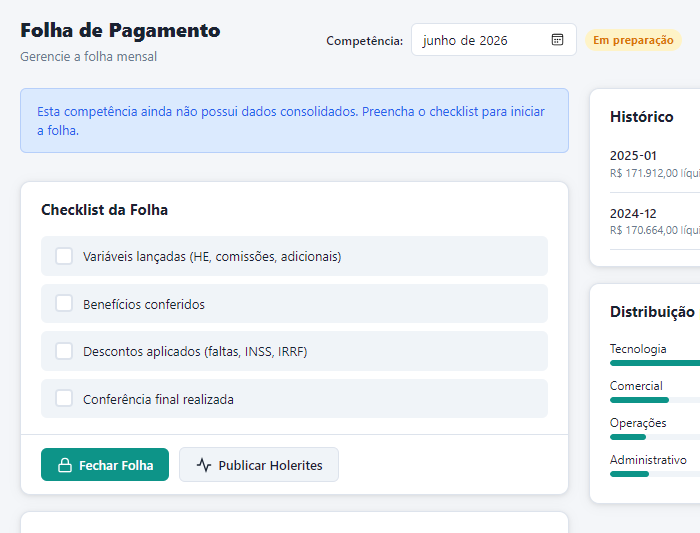 Folha de Pagamento
Gerencie a folha mensal
Competência:
junho de 2026
Em preparação
Esta competência ainda não possui dados consolidados. Preencha o checklist para iniciar
a folha.
Checklist da Folha
Variáveis lançadas (HE, comissões, adicionais)
Benefícios conferidos
Descontos aplicados (faltas, INSS, IRRF)
Conferência final realizada
Fechar Folha
Publicar Holerites
Histórico
2025-01
R$ 171.912,00
2024-12
R$ 170.664,00
Distribuição
Tecnologia
Comercial
Operações
Administrativo